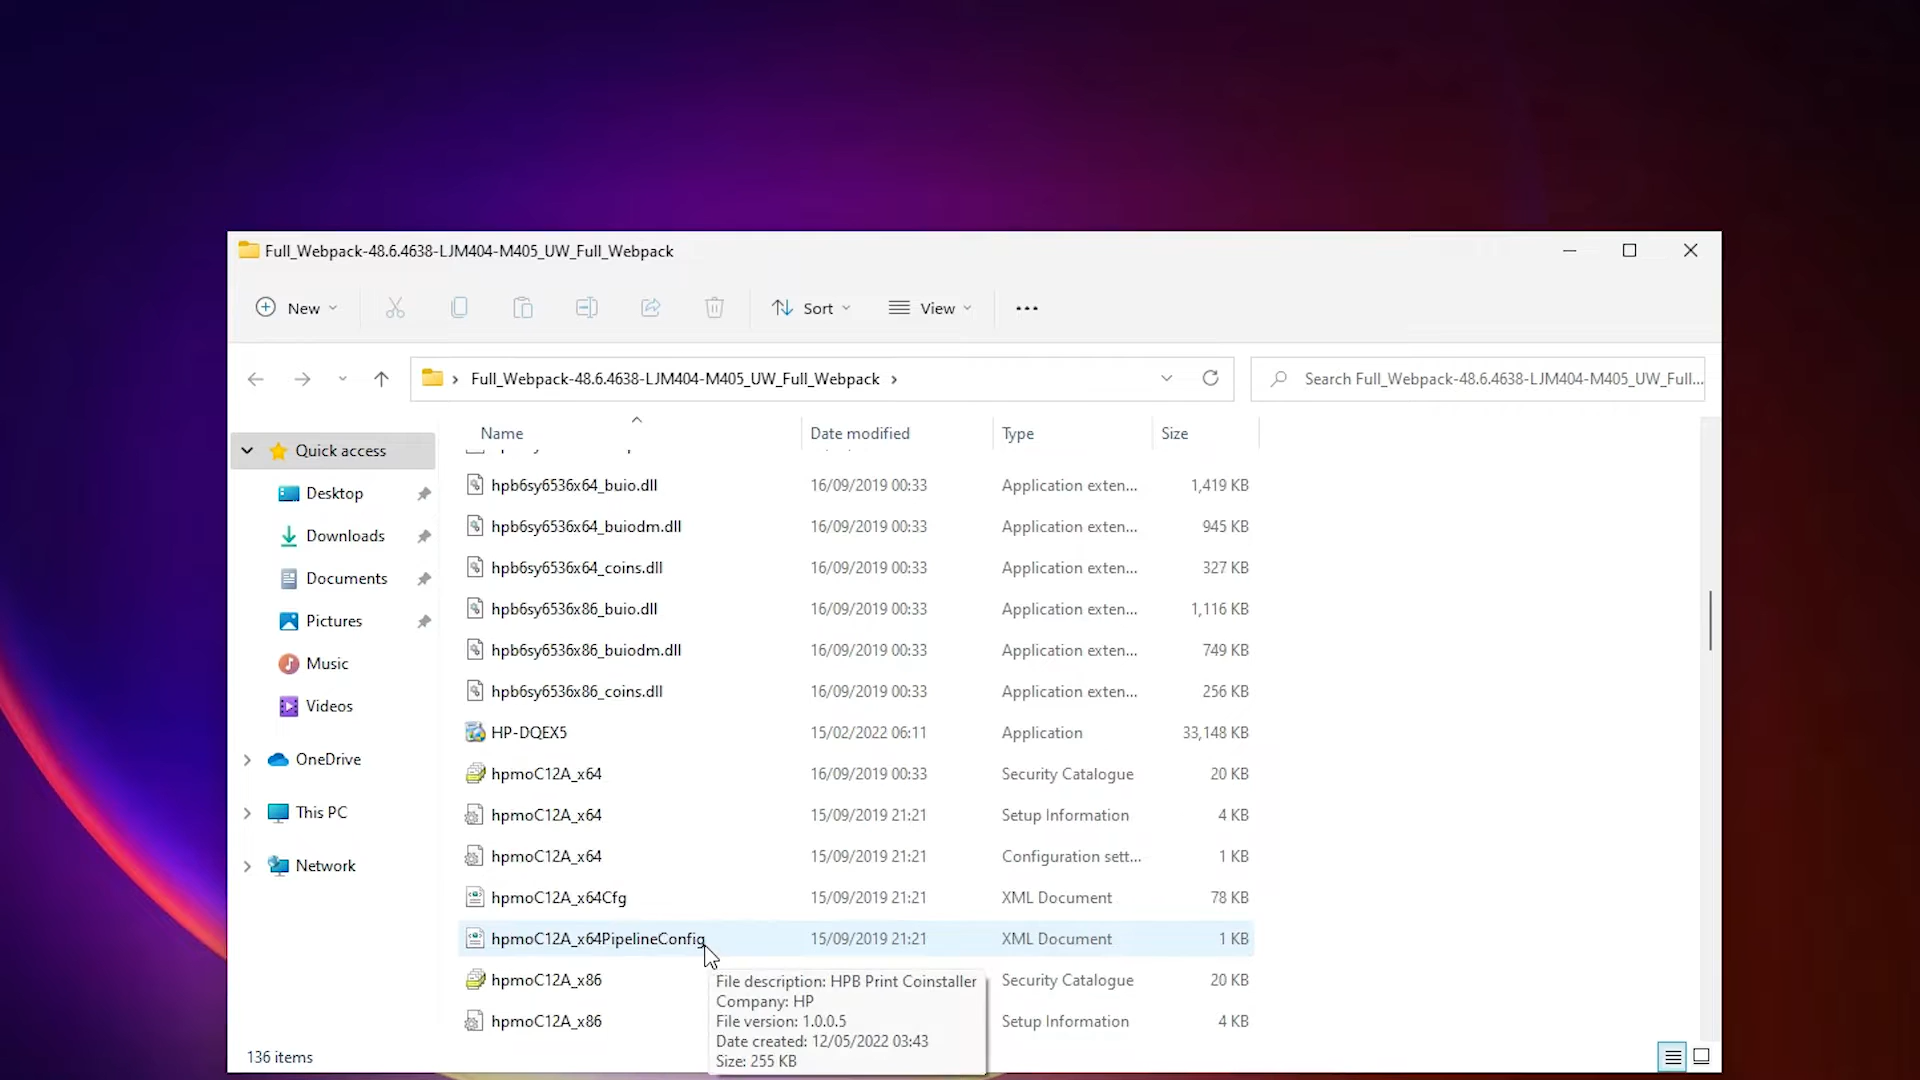 Full_Webpack-48.6.4638-LJM404-M405_UW_Full_Webpack
New
Sort
View
Full_Webpack-48.6.4638-LJM404-M405_UW_Full_Webpack
Search Full_Webpack-48.6.4638-LJM404-M405_UW_Full...
Name Date modified Type Size
Quick access
Desktop
Downloads
Documents
Pictures
Music
Videos
OneDrive
This PC
Network
hpb6sy6536x64_buio.dll 16/09/2019 00:33 Application exten... 1,419 KB
hpb6sy6536x64_buiodm.dll 16/09/2019 00:33 Application exten... 945 KB
hpb6sy6536x64_coins.dll 16/09/2019 00:33 Application exten... 327 KB
hpb6sy6536x86_buio.dll 16/09/2019 00:33 Application exten... 1,116 KB
hpb6sy6536x86_buiodm.dll 16/09/2019 00:33 Application exten... 749 KB
hpb6sy6536x86_coins.dll 16/09/2019 00:33 Application exten... 256 KB
HP-DQEX5 15/02/2022 06:11 Application 33,148 KB
hpmoC12A_x64 16/09/2019 00:33 Security Catalogue 20 KB
hpmoC12A_x64 15/09/2019 21:21 Setup Information 4 KB
hpmoC12A_x64 15/09/2019 21:21 Configuration sett... 1 KB
hpmoC12A_x64Cfg 15/09/2019 21:21 XML Document 78 KB
hpmoC12A_x64PipelineConfig 15/09/2019 21:21 XML Document 1 KB
hpmoC12A_x86 Security Catalogue 20 KB
hpmoC12A_x86 Setup Information 4 KB
File description: HPB Print Coinstaller
Company: HP
File version: 1.0.0.5
Date created: 12/05/2022 03:43
Size: 255 KB
136 items